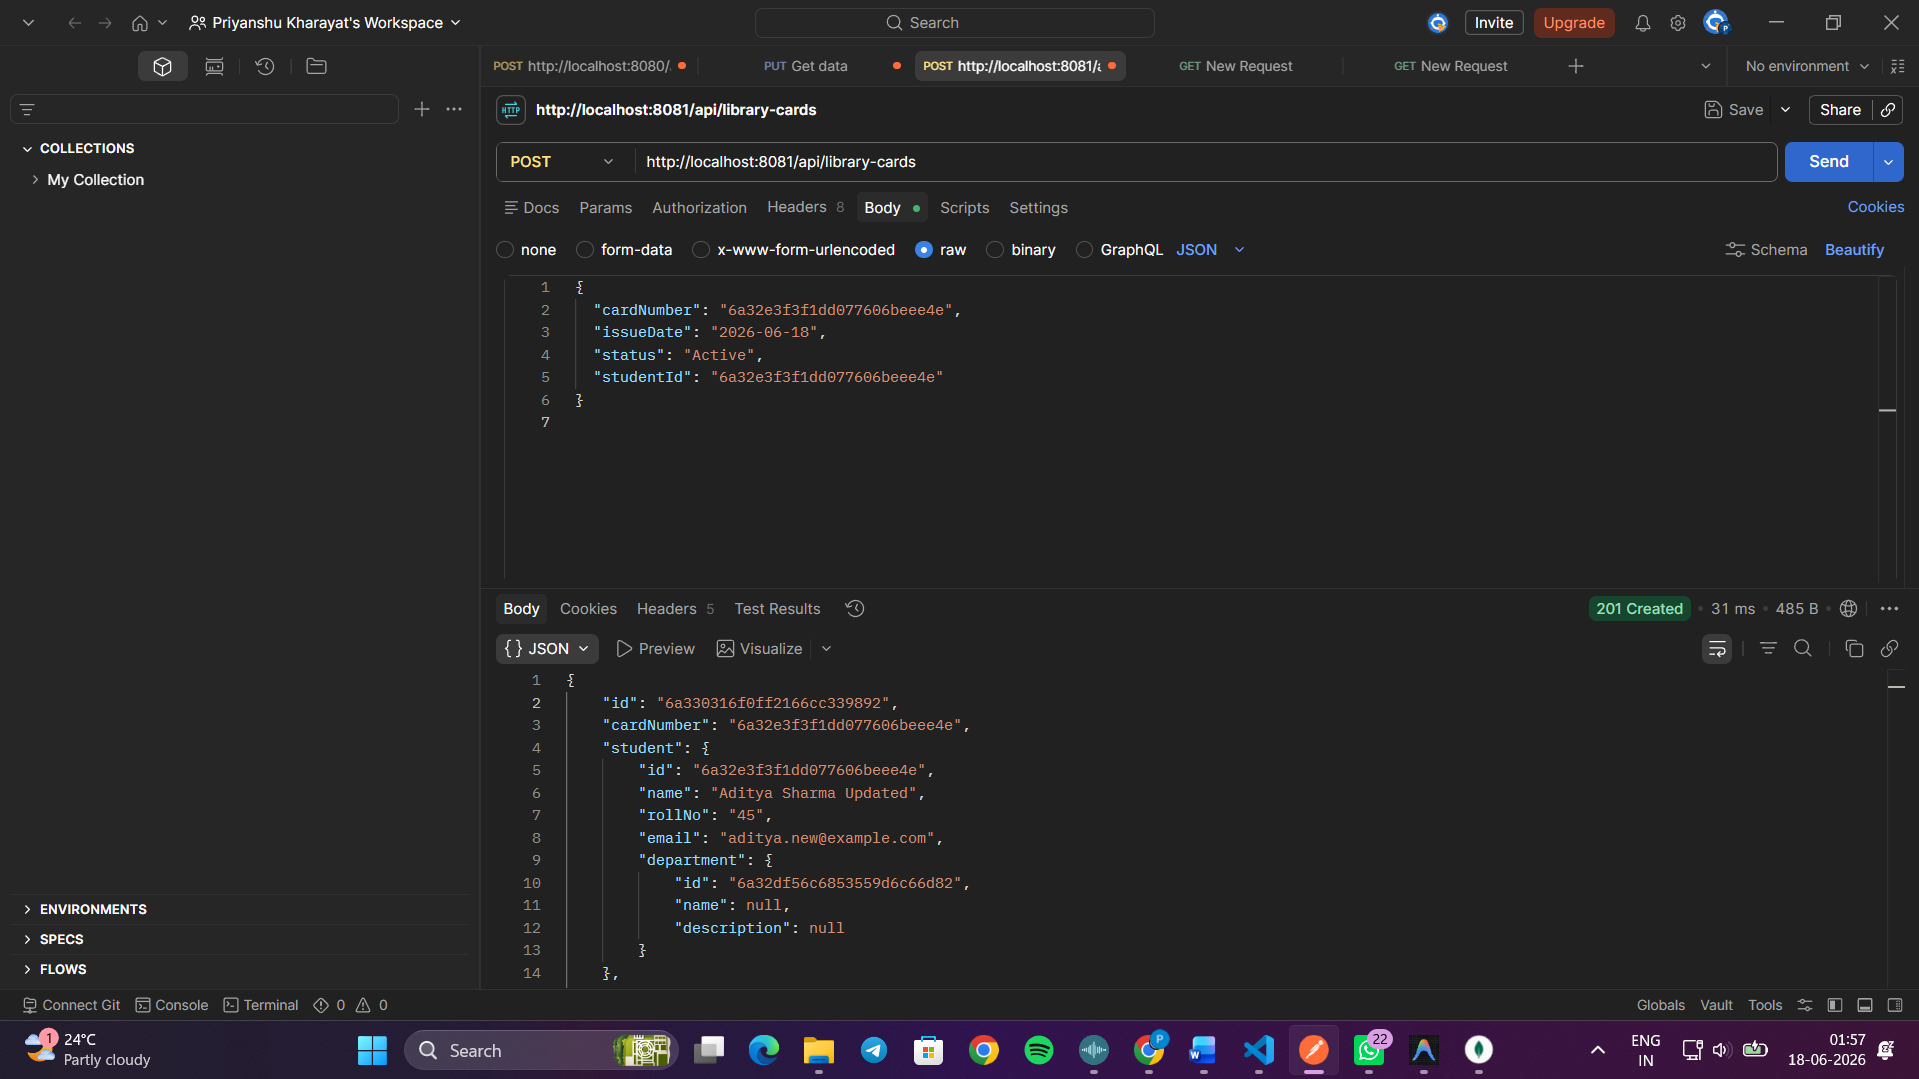 Priyanshu Kharayat's Workspace
Search
Invite
Upgrade
POST http://localhost:8080/.
PUT Get data
POST http://localhost:8081/a
GET New Request
GET New Request
No environment
HTTP
http://localhost:8081/api/library-cards
Save
Share
COLLECTIONS
My Collection
POST
http://localhost:8081/api/library-cards
Send
Docs Params Authorization Headers 8 Body Scripts Settings
Cookies
none form-data x-www-form-urlencoded raw binary GraphQL JSON
Schema Beautify
1 {
2 "cardNumber": "6a32e3f3f1dd077606beee4e",
3 "issueDate": "2026-06-18",
4 "status": "Active",
5 "studentId": "6a32e3f3f1dd077606beee4e"
6 }
7
Body Cookies Headers 5 Test Results
201 Created • 31 ms • 485 B
{} JSON Preview Visualize
1 {
2 "id": "6a330316f0ff2166cc339892",
3 "cardNumber": "6a32e3f3f1dd077606beee4e",
4 "student": {
5 "id": "6a32e3f3f1dd077606beee4e",
6 "name": "Aditya Sharma Updated",
7 "rollNo": "45",
8 "email": "aditya.new@example.com",
9 "department": {
10 "id": "6a32df56c6853559d6c66d82",
11 "name": null,
12 "description": null
13 }
14 },
ENVIRONMENTS
SPECS
FLOWS
Connect Git Console Terminal 0 0
Globals Vault Tools
1
24°C
Partly cloudy
Search
P
W
22
ENG
IN
01:57
18-06-2026